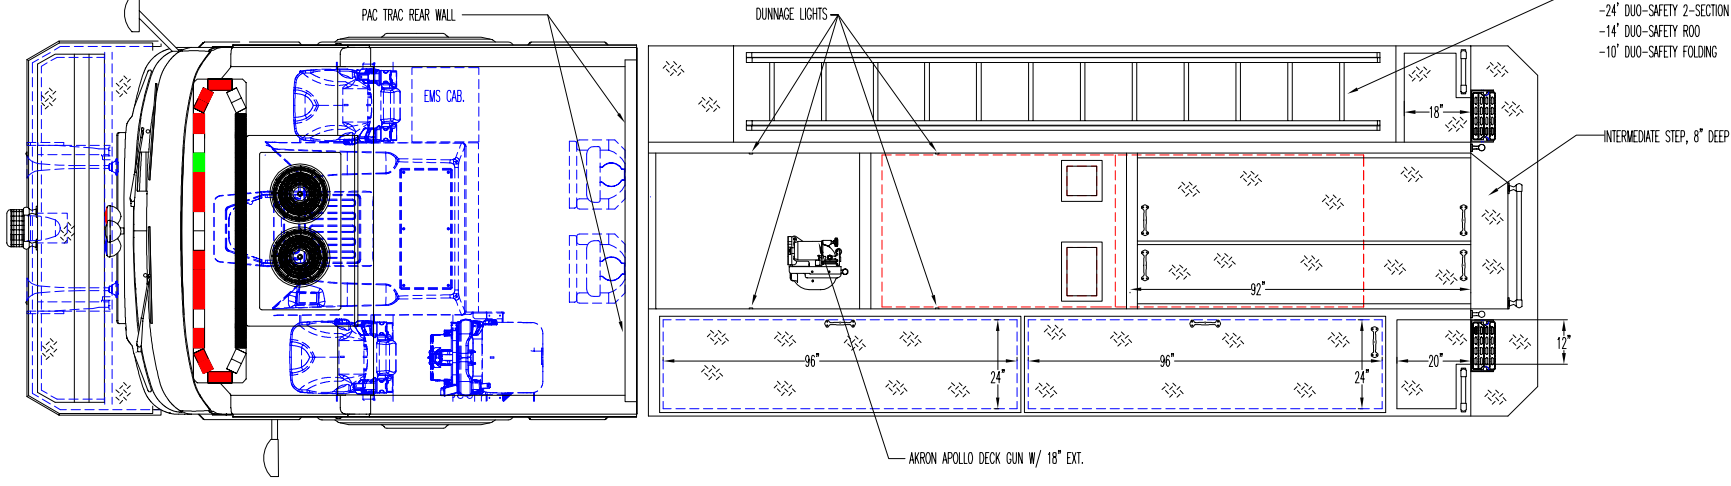 PAC TRAC REAR WALL
DUNNAGE LIGHTS
-24' DUO-SAFETY 2-SECTION
-14' DUO-SAFETY ROO
-10' DUO-SAFETY FOLDING
EMS CAB.
18"
INTERMEDIATE STEP, 8" DEEP
92"
96"
24"
96"
24"
20"
12"
AKRON APOLLO DECK GUN W/ 18" EXT.